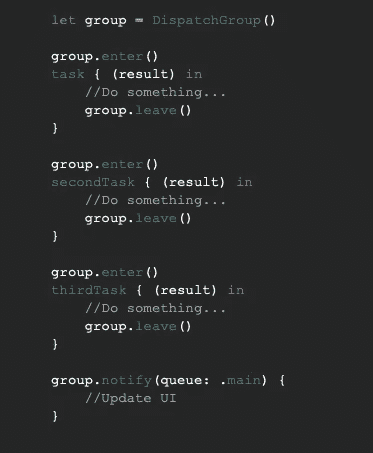 let group = DispatchGroup()
group.enter()
task { (result) in
//Do something...
group.leave()
}
group.enter()
secondTask { (result) in
//Do something...
group.leave()
}
group.enter()
thirdTask { (result) in
//Do something...
group.leave()
}
group.notify(queue: .main) {
//Update UI
}